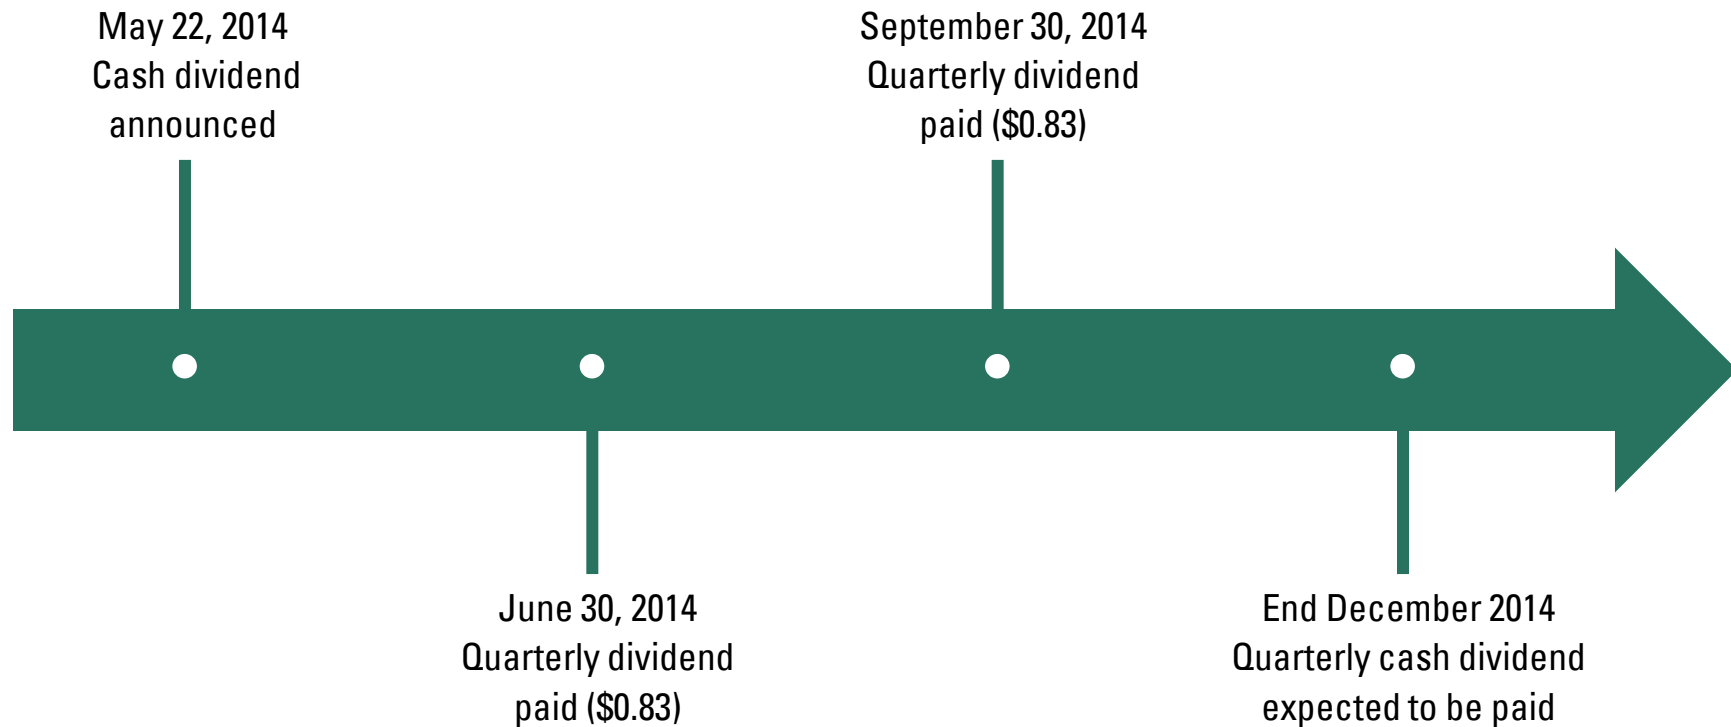 May 22, 2014
Cash dividend
announced
June 30, 2014
Quarterly dividend
paid ($0.83)
September 30, 2014
Quarterly dividend
paid ($0.83)
End December 2014
Quarterly cash dividend
expected to be paid